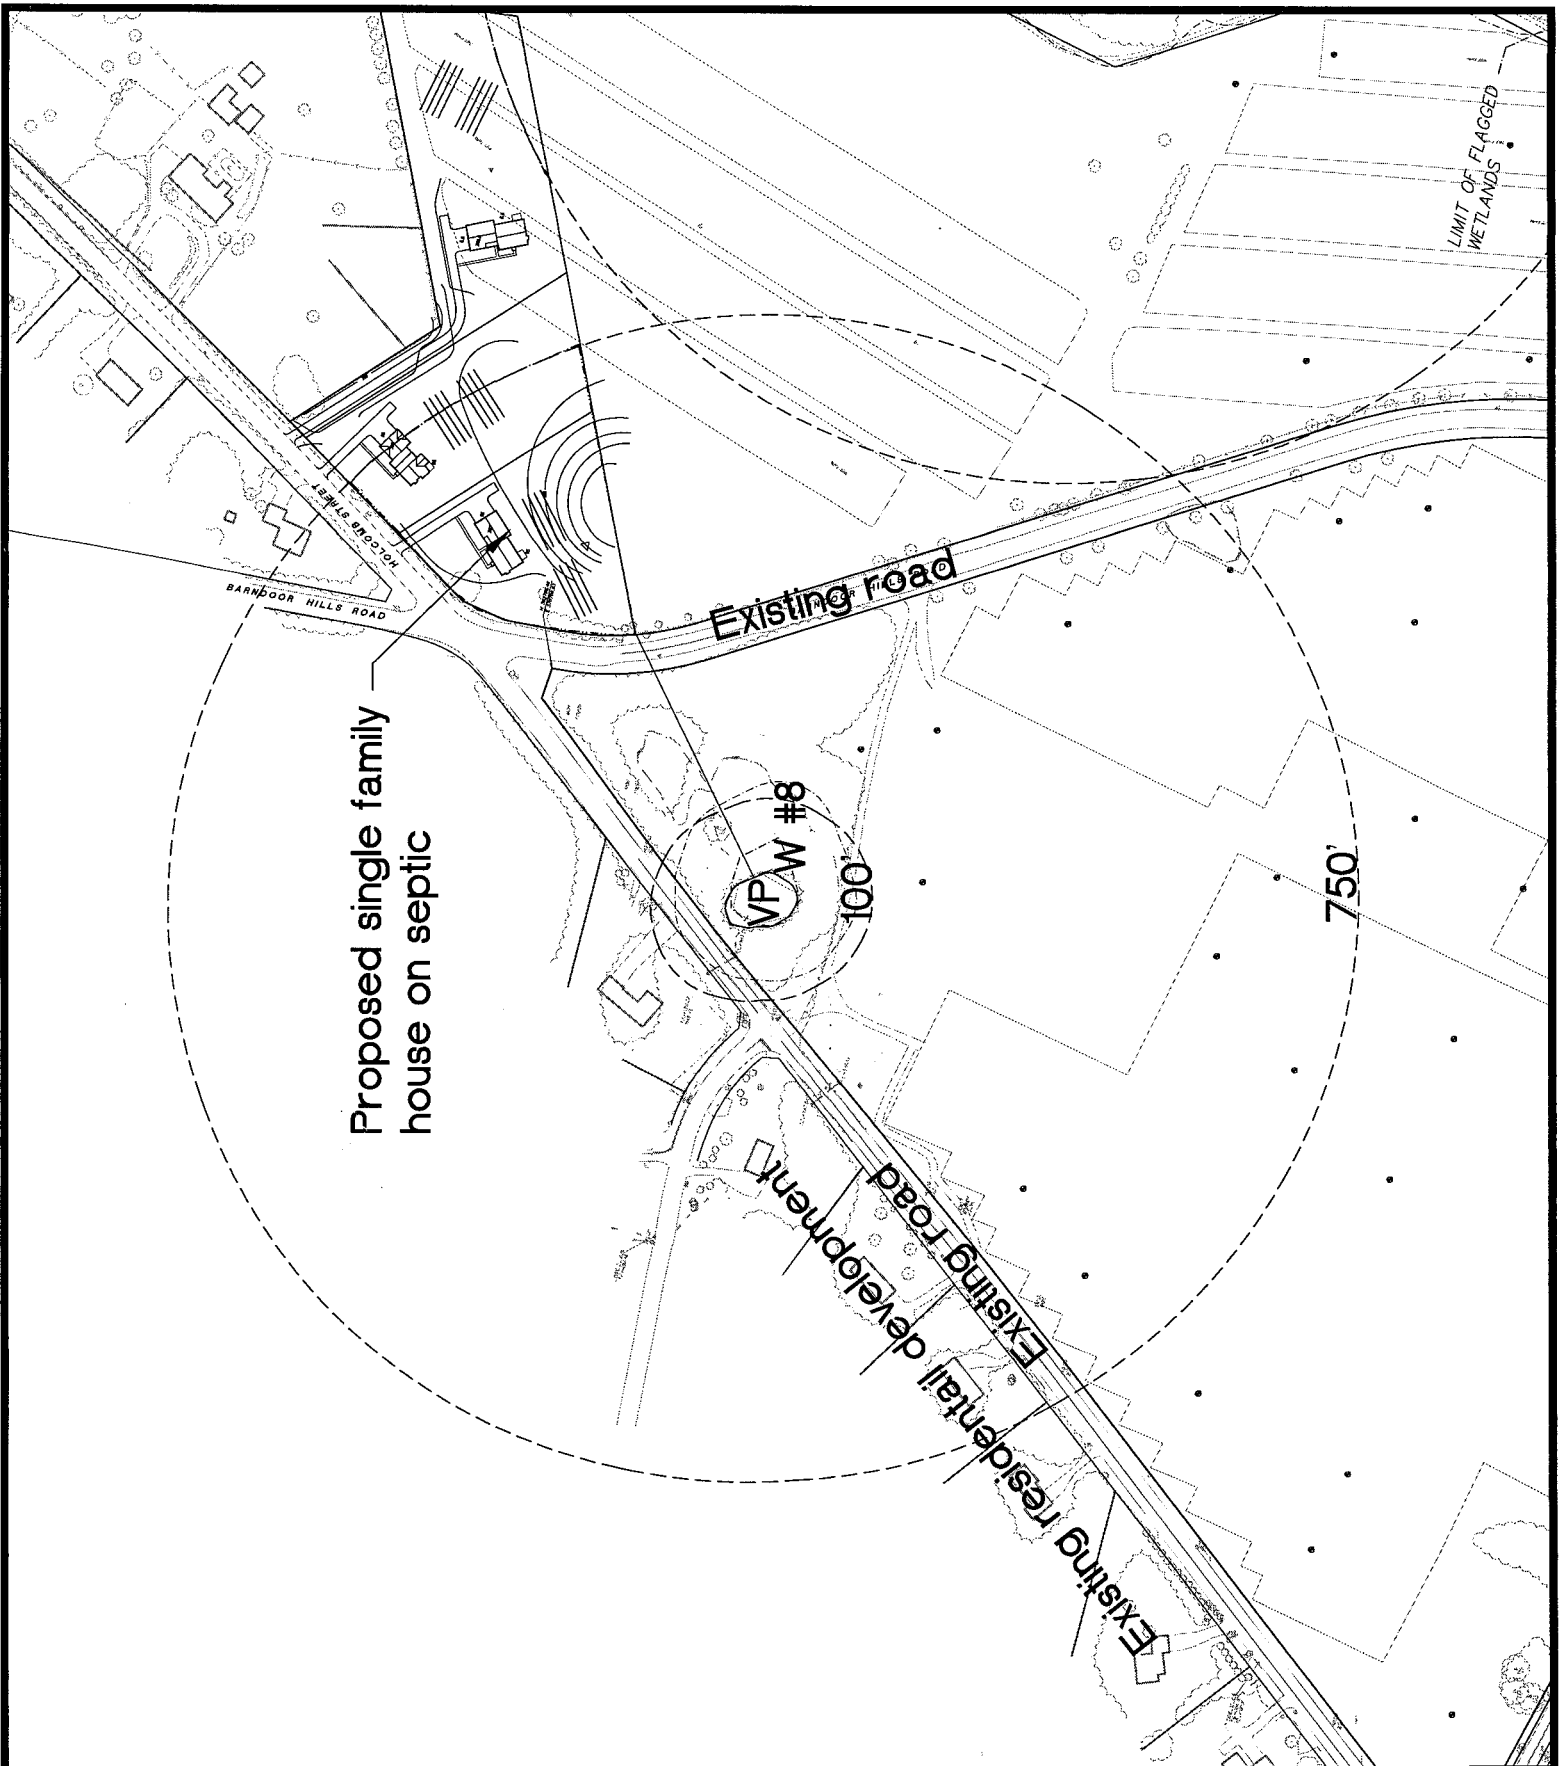 LIMIT OF FLAGGED
WETLANDS
HOLCOMB STREET
BARNDOOR HILLS ROAD
Existing road
Proposed single family
house on septic
VP W #8
100'
750'
Existing road
Existing residentail development